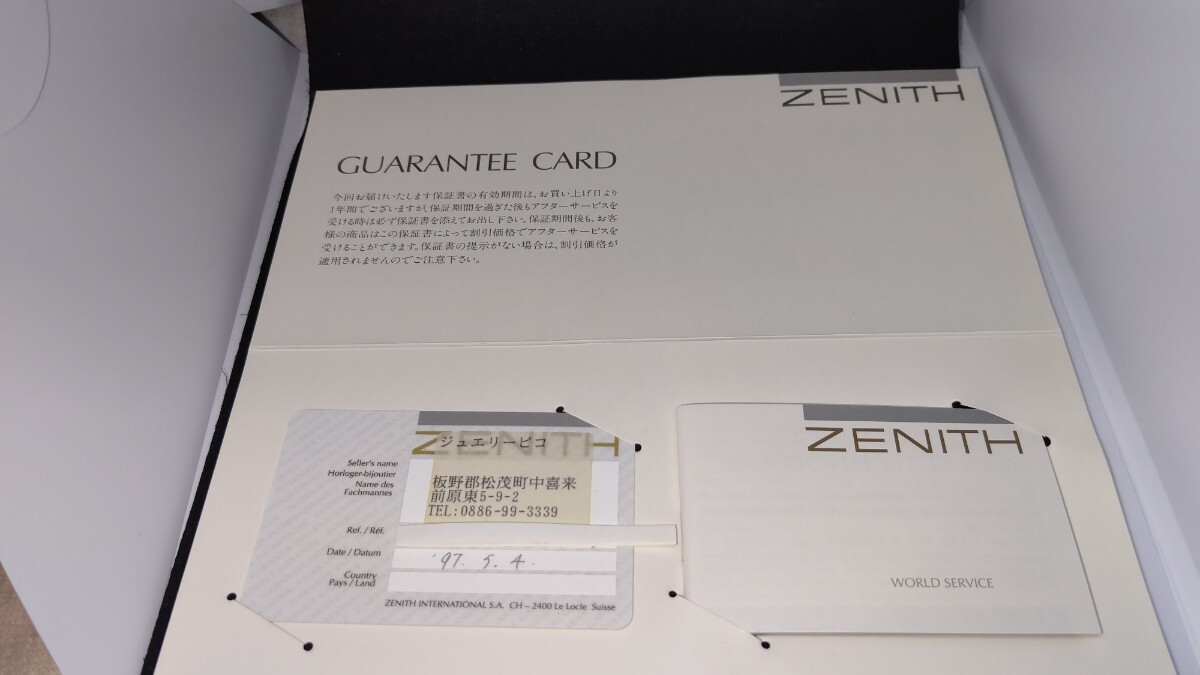 ZENITH
GUARANTEE CARD
今回お届けいたします保証書の有効期間は、お買い上げ日より
1年間でございますが、保証期間を過ぎた後もアフターサービスを
受ける時は必ず保証書を添えてお出し下さい。保証期間後も、お客
様の商品はこの保証書によって割引価格でアフターサービスを
受けることができます。保証書の提示がない場合は、割引価格が
適用されませんのでご注意下さい。
ZENITH
ジュエリーピコ
Seller's name
Horloger-bijoutier
Name des
Fachmannes
板野郡松茂町中喜来
前原東5-9-2
TEL:0886-99-3339
Ref. / Réf.
Date / Datum
'97. 5. 4.
Country
Pays / Land
ZENITH INTERNATIONAL S.A. CH – 2400 Le Locle Suisse
ZENITH
WORLD SERVICE